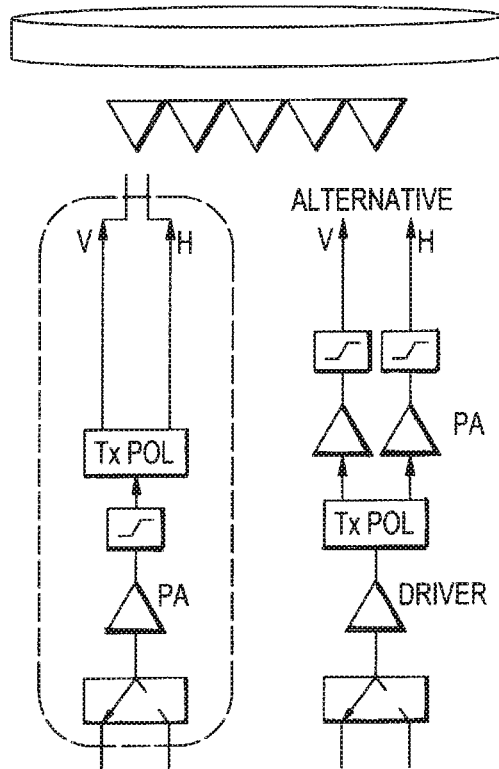 ALTERNATIVE
V H V H
PA
Tx POL
Tx POL
PA DRIVER